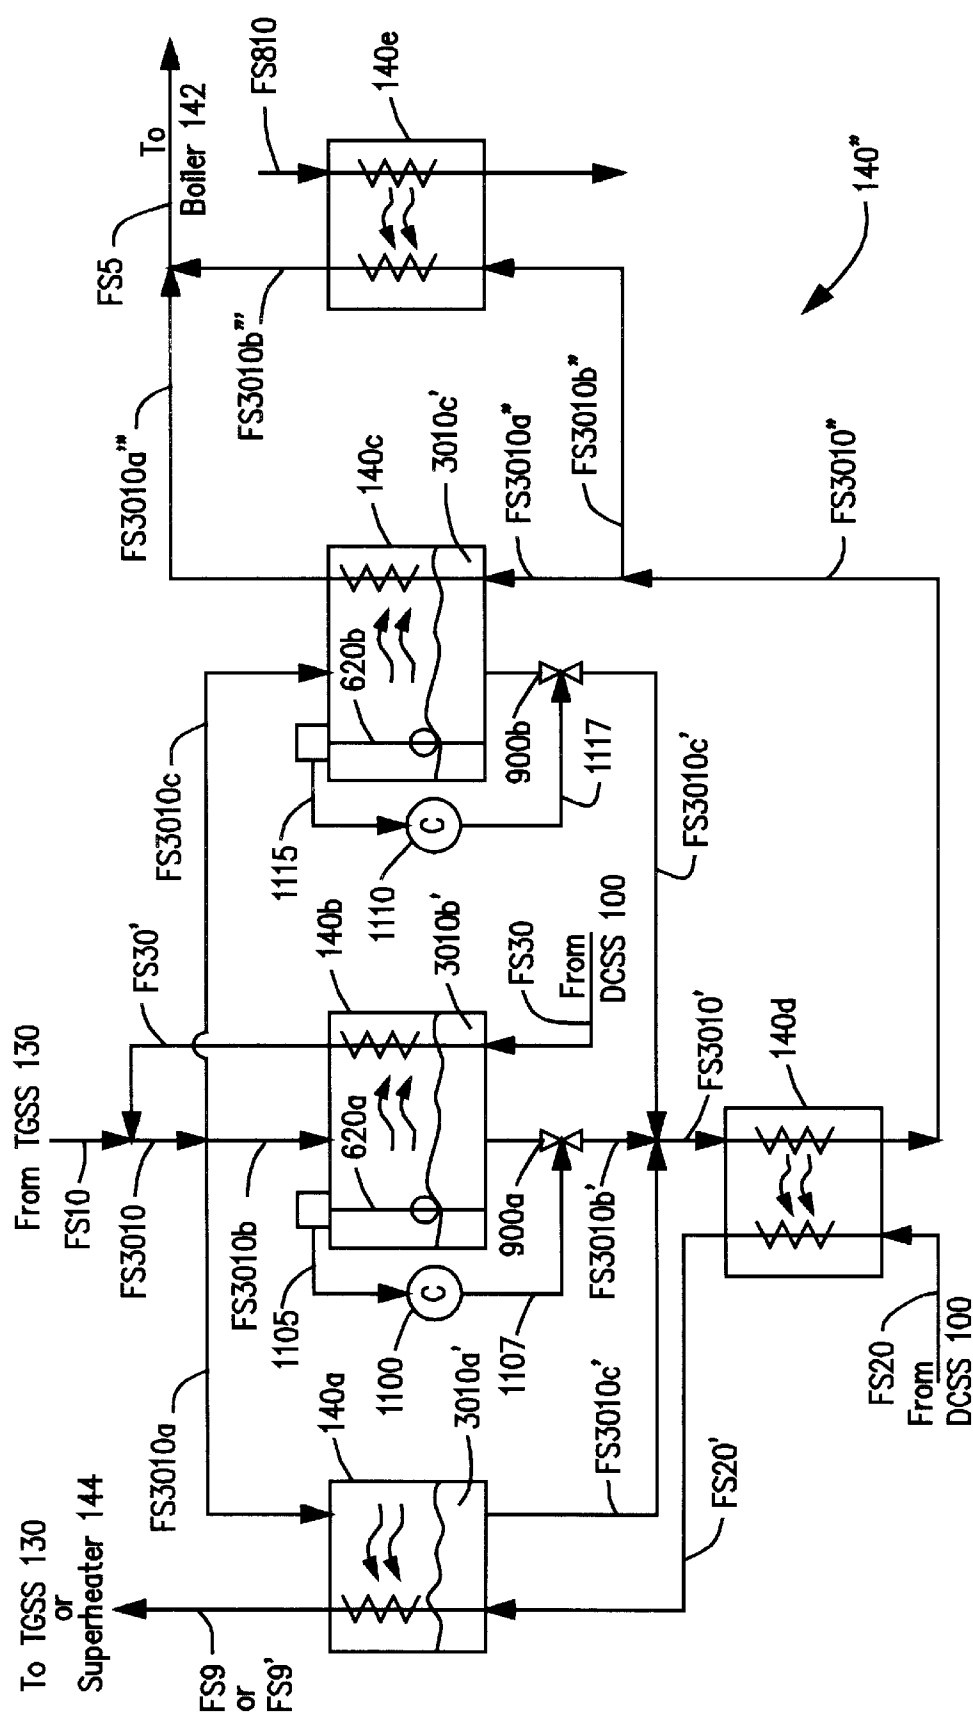 To TGSS 130
or
Superheater 144
FS9
or
FS9'
FS3010a
140a
3010a'
FS3010c'
FS20'
From TGSS 130
FS10
FS3010
FS3010b
1105
1100
1107
FS30'
620a
140b
3010b'
C
900a
FS3010b'
FS30
From
DCSS 100
FS3010'
140d
FS20
From
DCSS 100
FS3010c
1115
1110
C
620b
140c
3010c'
900b
1117
FS3010c'
FS3010a"'
FS3010a"
FS3010b"
FS3010"
FS5
To
Boiler 142
FS3010b"'
FS810
140e
140"